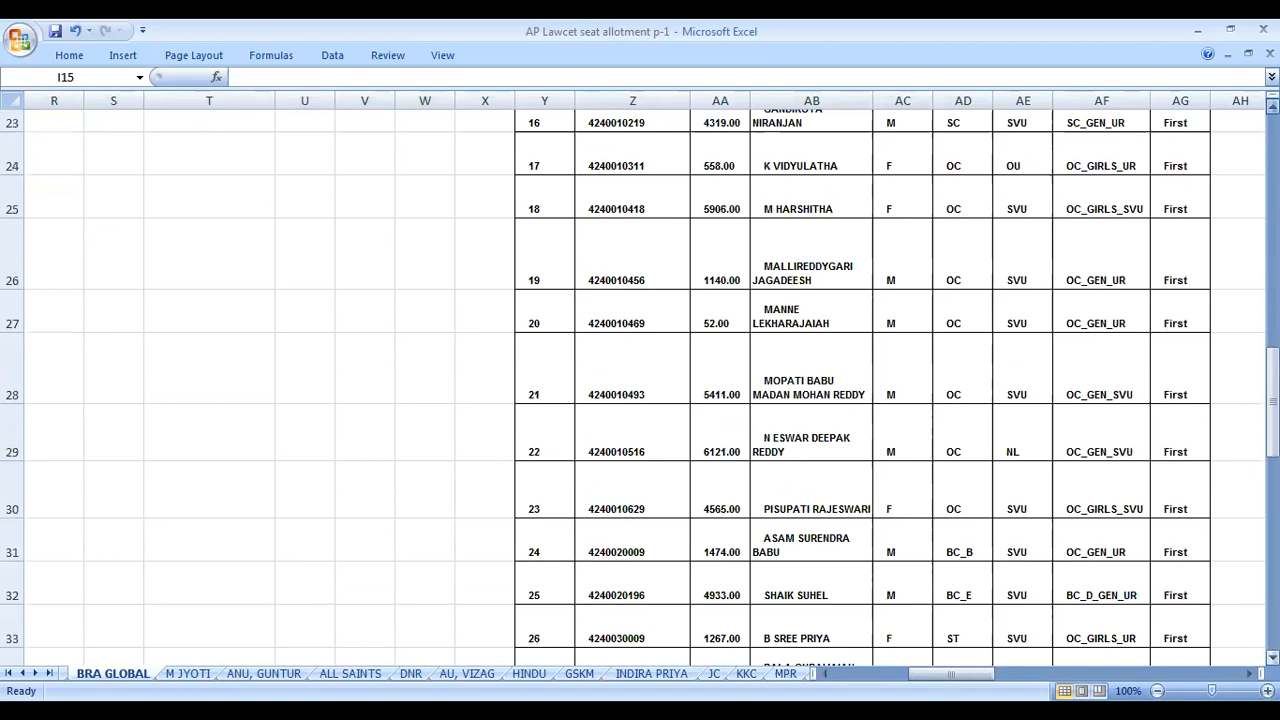 AP Lawcet seat allotment p-1 - Microsoft Excel
Home Insert Page Layout Formulas Data Review View
I15 fx
R S T U V W X Y Z AA AB AC AD AE AF AG AH
23 16 4240010219 4319.00 NIRANJAN M SC SVU SC_GEN_UR First
24 17 4240010311 558.00 K VIDYULATHA F OC OU OC_GIRLS_UR First
25 18 4240010418 5906.00 M HARSHITHA F OC SVU OC_GIRLS_SVU First
MALLIREDDYGARI
26 19 4240010456 1140.00 JAGADEESH M OC SVU OC_GEN_UR First
MANNE
27 20 4240010469 52.00 LEKHARAJAIAH M OC SVU OC_GEN_UR First
MOPATI BABU
28 21 4240010493 5411.00 MADAN MOHAN REDDY M OC SVU OC_GEN_SVU First
N ESWAR DEEPAK
29 22 4240010516 6121.00 REDDY M OC NL OC_GEN_SVU First
30 23 4240010629 4565.00 PISUPATI RAJESWARI F OC SVU OC_GIRLS_SVU First
ASAM SURENDRA
31 24 4240020009 1474.00 BABU M BC_B SVU OC_GEN_UR First
32 25 4240020196 4933.00 SHAIK SUHEL M BC_E SVU BC_D_GEN_UR First
33 26 4240030009 1267.00 B SREE PRIYA F ST SVU OC_GIRLS_UR First
BRA GLOBAL M JYOTI ANU, GUNTUR ALL SAINTS DNR AU, VIZAG HINDU GSKM INDIRA PRIYA JC KKC MPR
Ready 100%